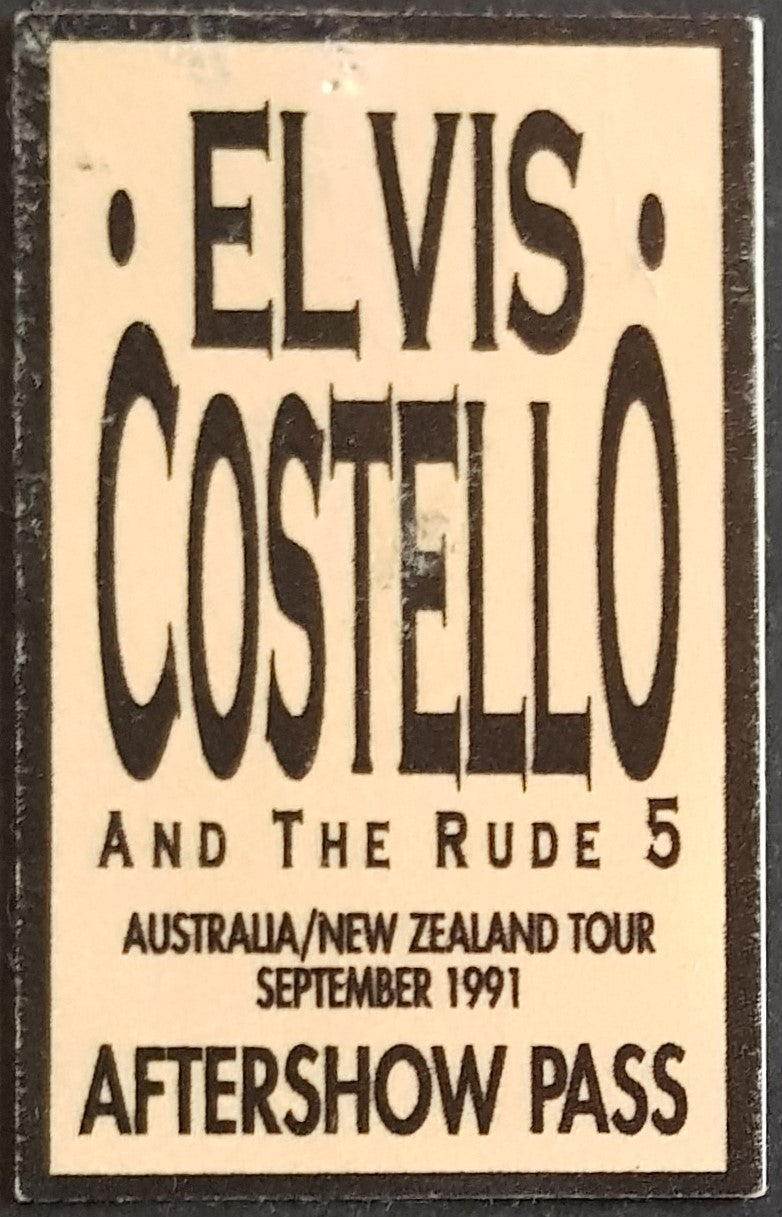 • ELVIS •
COSTELLO
AND THE RUDE 5
AUSTRALIA/NEW ZEALAND TOUR
SEPTEMBER 1991
AFTERSHOW PASS